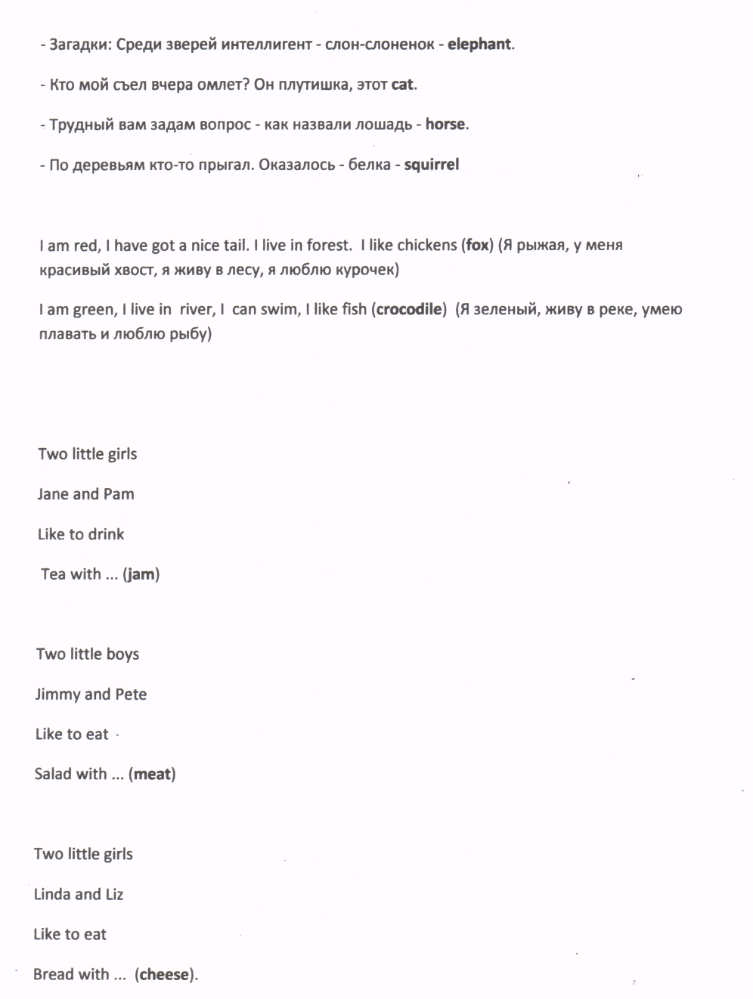 - Загадки: Среди зверей интеллигент - слон-слоненок - elephant.
- Кто мой съел вчера омлет? Он плутишка, этот cat.
- Трудный вам задам вопрос - как назвали лошадь - horse.
- По деревьям кто-то прыгал. Оказалось - белка - squirrel
I am red, I have got a nice tail. I live in forest.  I like chickens (fox) (Я рыжая, у меня
красивый хвост, я живу в лесу, я люблю курочек)
I am green, I live in  river, I  can swim, I like fish (crocodile)  (Я зеленый, живу в реке, умею
плавать и люблю рыбу)
Two little girls
Jane and Pam
Like to drink
Tea with ... (jam)
Two little boys
Jimmy and Pete
Like to eat
Salad with ... (meat)
Two little girls
Linda and Liz
Like to eat
Bread with ...  (cheese).